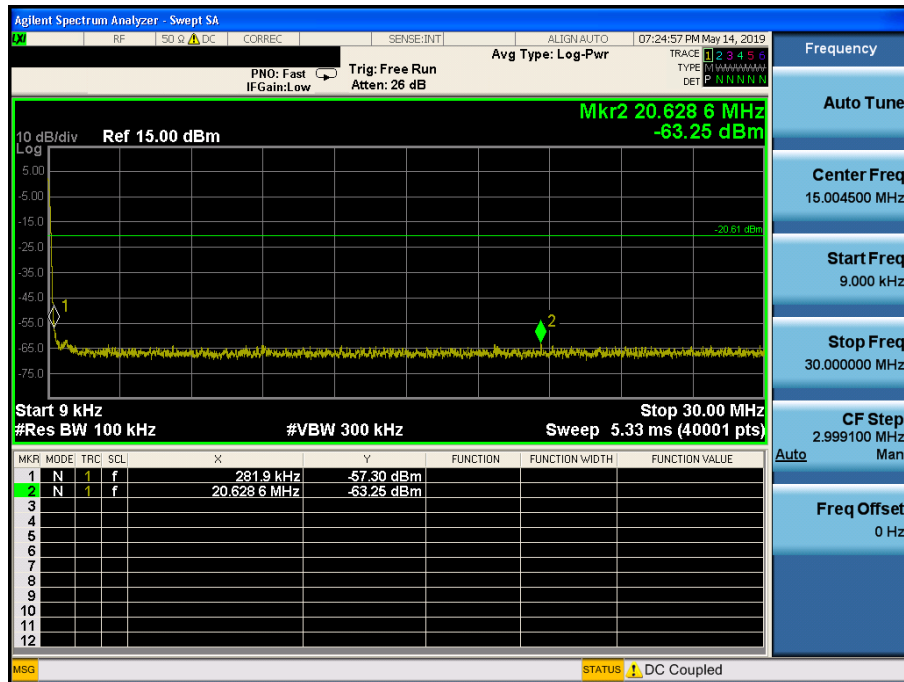 Agilent Spectrum Analyzer - Swept SA
LXI RF 50 Ω DC CORREC SENSE:INT ALIGN AUTO 07:24:57 PM May 14, 2019
PNO: Fast Trig: Free Run Avg Type: Log-Pwr TRACE 1 2 3 4 5 6
IFGain:Low Atten: 26 dB TYPE M WWWWW
DET P N N N N N
Frequency
Auto Tune
Center Freq
15.004500 MHz
Start Freq
9.000 kHz
Stop Freq
30.000000 MHz
CF Step
2.999100 MHz
Auto Man
Freq Offset
0 Hz
Mkr2 20.628 6 MHz
-63.25 dBm
10 dB/div Ref 15.00 dBm
Log
5.00
-5.00
-15.0
-20.61 dBm
-25.0
-35.0
-45.0
1
-55.0
2
-65.0
-75.0
Start 9 kHz Stop 30.00 MHz
#Res BW 100 kHz #VBW 300 kHz Sweep 5.33 ms (40001 pts)
MKR MODE TRC SCL X Y FUNCTION FUNCTION WIDTH FUNCTION VALUE
1 N 1 f 281.9 kHz -57.30 dBm
2 N 1 f 20.628 6 MHz -63.25 dBm
3
4
5
6
7
8
9
10
11
12
MSG STATUS DC Coupled